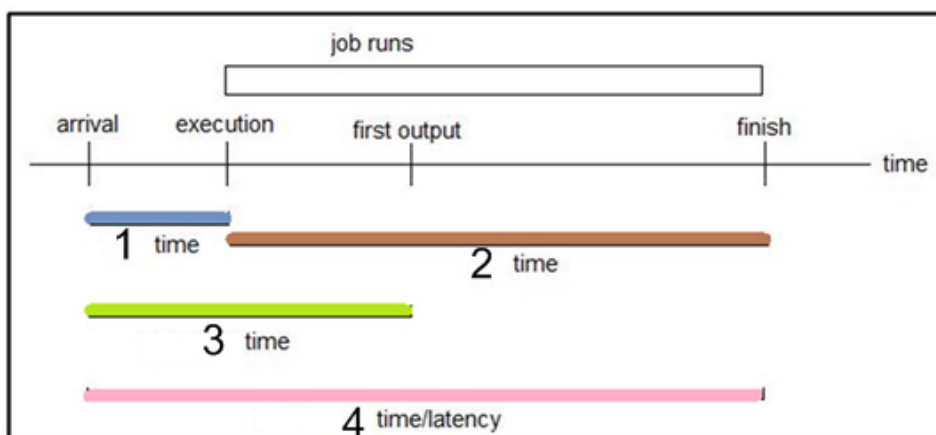 job runs
arrival execution first output finish
time
1 time
2 time
3 time
4 time/latency